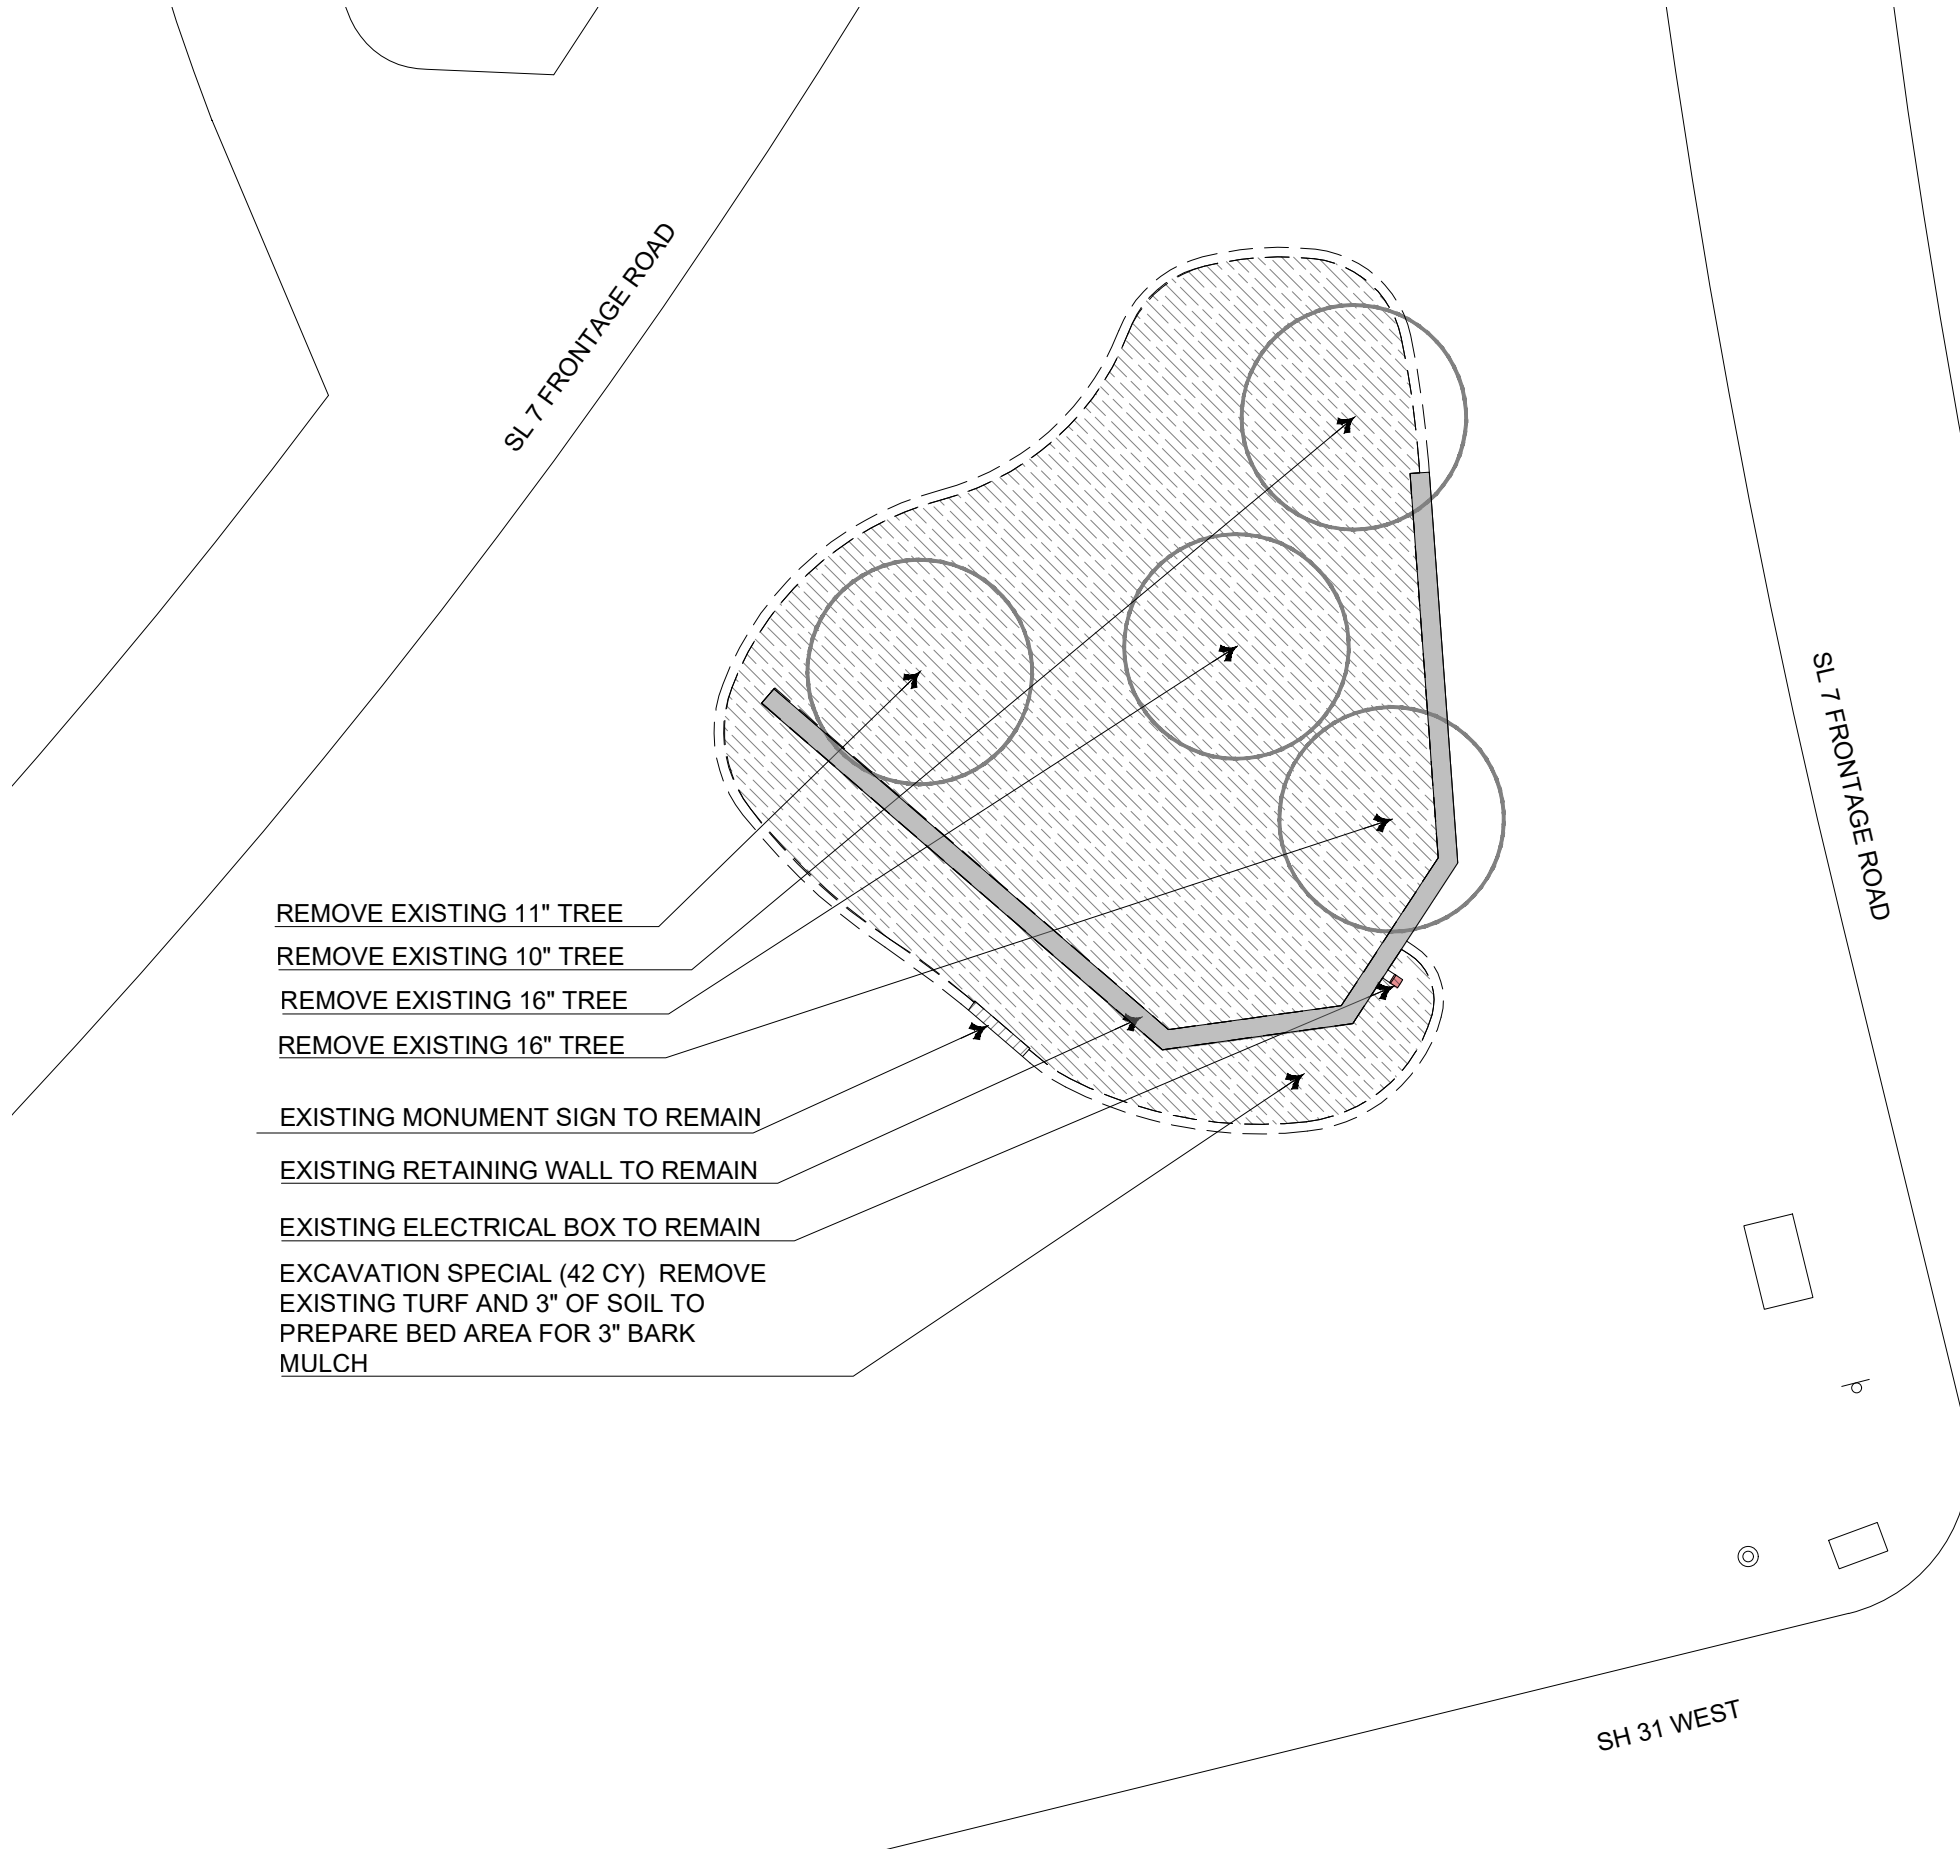 SL 7 FRONTAGE ROAD
SL 7 FRONTAGE ROAD
REMOVE EXISTING 11" TREE
REMOVE EXISTING 10" TREE
REMOVE EXISTING 16" TREE
REMOVE EXISTING 16" TREE
EXISTING MONUMENT SIGN TO REMAIN
EXISTING RETAINING WALL TO REMAIN
EXISTING ELECTRICAL BOX TO REMAIN
EXCAVATION SPECIAL (42 CY)  REMOVE
EXISTING TURF AND 3" OF SOIL TO
PREPARE BED AREA FOR 3" BARK
MULCH
SH 31 WEST